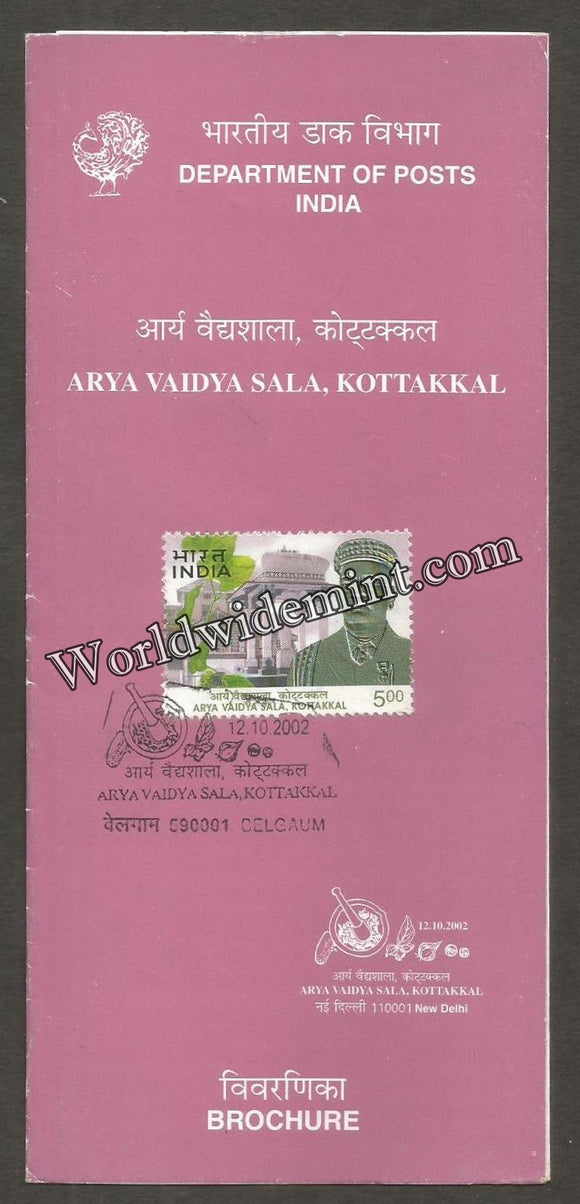 भारतीय डाक विभाग
DEPARTMENT OF POSTS
INDIA
आर्य वैद्यशाला, कोट्टक्कल
ARYA VAIDYA SALA, KOTTAKKAL
भारत
INDIA
Worldwidemint.com
आर्य वैद्यशाला, कोट्टक्कल
ARYA VAIDYA SALA, KOTTAKKAL
5.00
12.10.2002
आर्य वैद्यशाला, कोट्टक्कल
ARYA VAIDYA SALA, KOTTAKKAL
वेलगाम 590001 BELGAUM
12.10.2002
आर्य वैद्यशाला, कोट्टक्कल
ARYA VAIDYA SALA, KOTTAKKAL
नई दिल्ली 110001 New Delhi
विवरणिका
BROCHURE